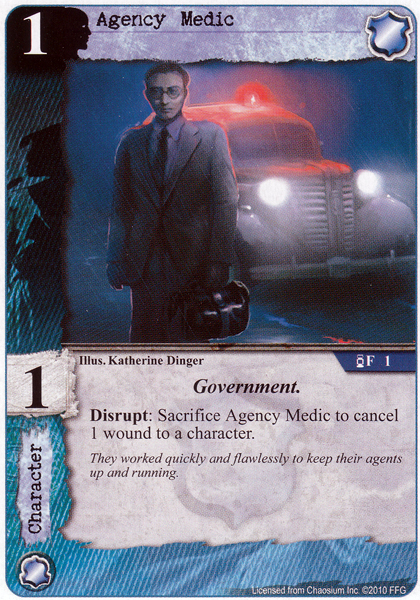 1
Agency Medic
Illus. Katherine Dinger
F 1
1
Government.
Disrupt: Sacrifice Agency Medic to cancel
1 wound to a character.
They worked quickly and flawlessly to keep their agents
up and running.
Character
Licensed from Chaosium Inc. ©2010 FFG